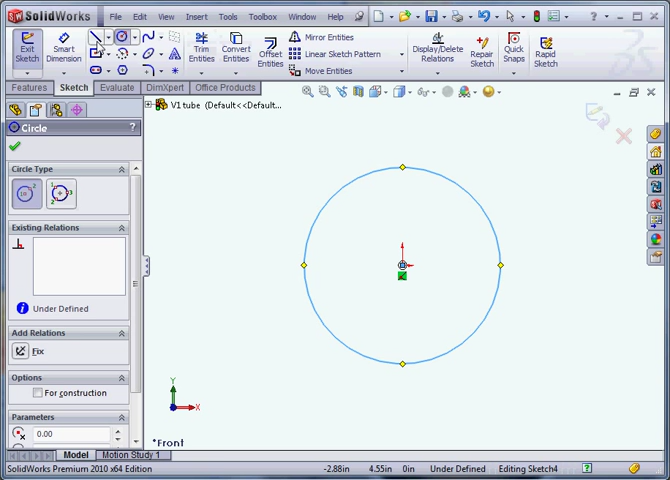 SolidWorks File Edit View Insert Tools Toolbox Window Help
Exit Sketch
Smart Dimension
Trim Entities
Convert Entities
Offset Entities
Mirror Entities
Linear Sketch Pattern
Move Entities
Display/Delete Relations
Repair Sketch
Quick Snaps
Rapid Sketch
Features Sketch Evaluate DimXpert Office Products
V1 tube (Default<<Default...
Circle ?
Circle Type
Existing Relations
Under Defined
Add Relations
Fix
Options
For construction
Parameters
0.00
Y
X
*Front
Model Motion Study 1
SolidWorks Premium 2010 x64 Edition -2.88in 4.55in 0in Under Defined Editing Sketch4 ?